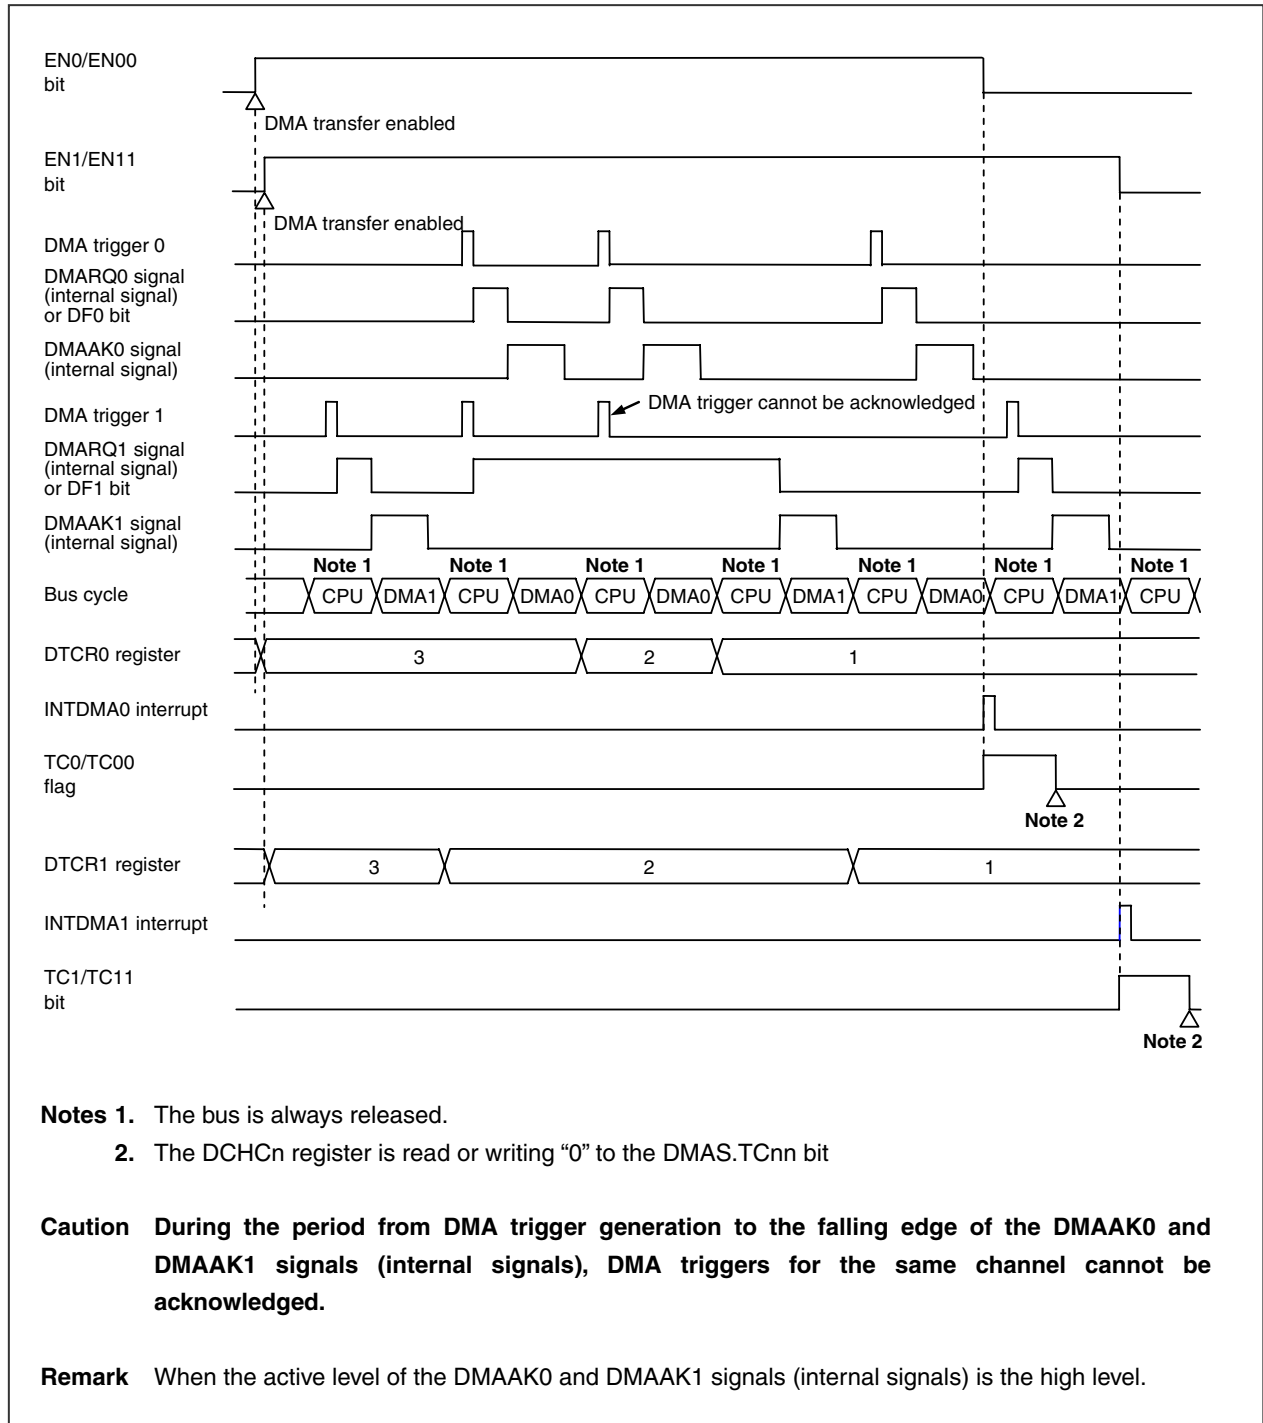 EN0/EN00
bit
DMA transfer enabled
EN1/EN11
bit
DMA transfer enabled
DMA trigger 0
DMARQ0 signal
(internal signal)
or DF0 bit
DMAAK0 signal
(internal signal)
DMA trigger 1
DMA trigger cannot be acknowledged
DMARQ1 signal
(internal signal)
or DF1 bit
DMAAK1 signal
(internal signal)
Note 1 Note 1 Note 1 Note 1 Note 1 Note 1 Note 1
Bus cycle CPU DMA1 CPU DMA0 CPU DMA0 CPU DMA1 CPU DMA0 CPU DMA1 CPU
DTCR0 register 3 2 1
INTDMA0 interrupt
TC0/TC00
flag
Note 2
DTCR1 register 3 2 1
INTDMA1 interrupt
TC1/TC11
bit
Note 2
Notes 1. The bus is always released.
2. The DCHCn register is read or writing “0” to the DMAS.TCnn bit
Caution During the period from DMA trigger generation to the falling edge of the DMAAK0 and
DMAAK1 signals (internal signals), DMA triggers for the same channel cannot be
acknowledged.
Remark When the active level of the DMAAK0 and DMAAK1 signals (internal signals) is the high level.